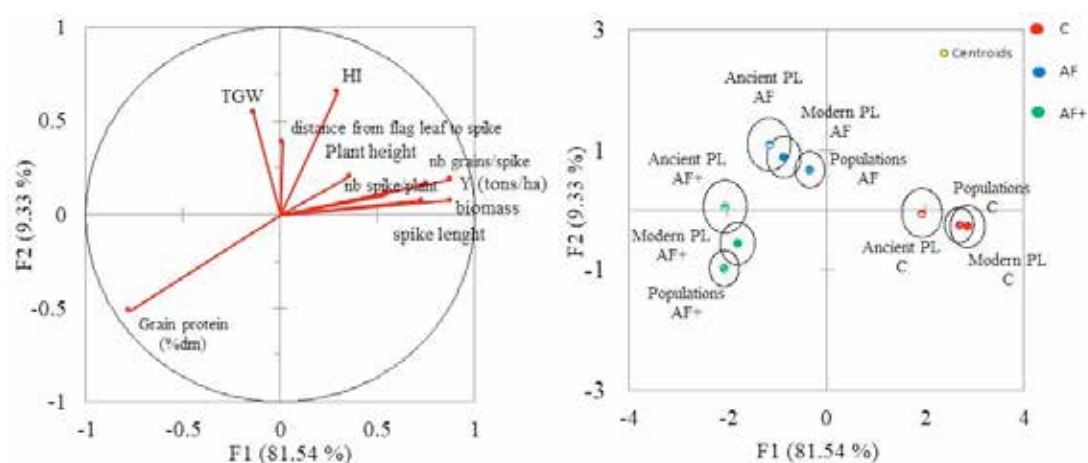 1
0.5
0
-0.5
-1
-1
-0.5
0
0.5
1
F2 (9.33 %)
F1 (81.54 %)
HI
TGW
distance from flag leaf to spike
Plant height
nb grains/spike
nb spike/plant
Y (tons/ha)
biomass
spike lenght
Grain protein
(%dm)
3
1
-1
-3
-4
-2
0
2
4
F2 (9.33 %)
F1 (81.54 %)
Centroids
C
AF
AF+
Ancient PL
AF
Modern PL
AF
Populations
AF
Ancient PL
AF+
Modern PL
AF+
Populations
AF+
Populations
C
Ancient PL
C
Modern PL
C